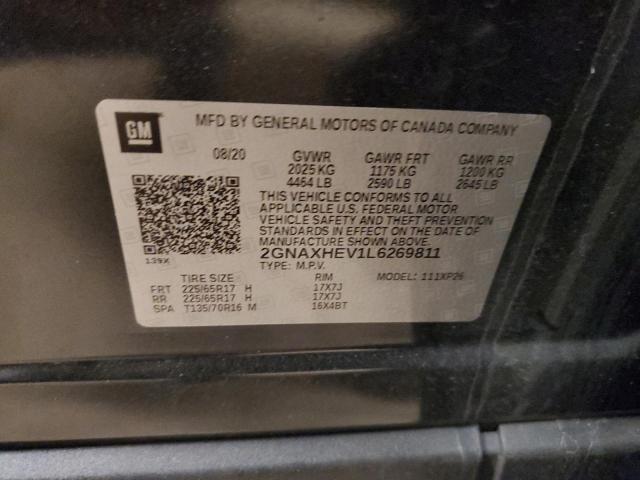 GM
MFD BY GENERAL MOTORS OF CANADA COMPANY
08/20 GVWR GAWR FRT GAWR RR
2025 KG 1175 KG 1200 KG
4464 LB 2590 LB 2645 LB
THIS VEHICLE CONFORMS TO ALL
APPLICABLE U.S. FEDERAL MOTOR
VEHICLE SAFETY AND THEFT PREVENTION
STANDARDS IN EFFECT ON THE DATE OF
MANUFACTURE SHOWN ABOVE.
139X 2GNAXHEV1L6269811
TYPE: M.P.V.
TIRE SIZE RIM MODEL: 111XP26
FRT 225/65R17 H 17X7J
RR 225/65R17 H 17X7J
SPA T135/70R16 M 16X4BT